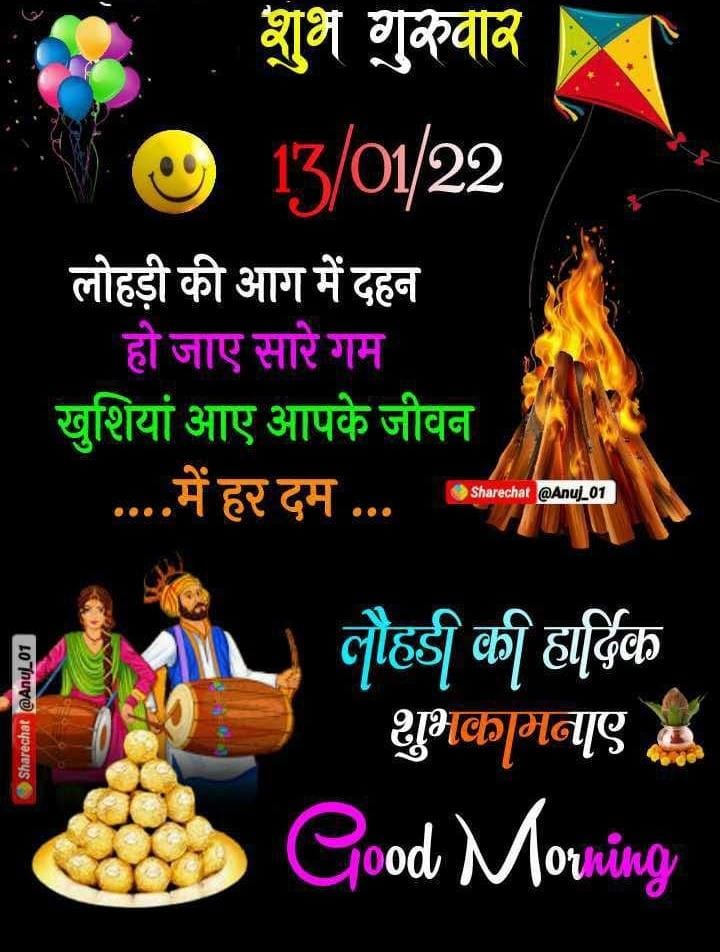 शुभ गुरुवार
13/01/22
लोहड़ी की आग में दहन
हो जाए सारे गम
खुशियां आए आपके जीवन
....में हर दम ...
Sharechat @Anuj_01
लौहडी की हार्दिक
शुभकामनाए
Sharechat @Anuj_01
Good Morning